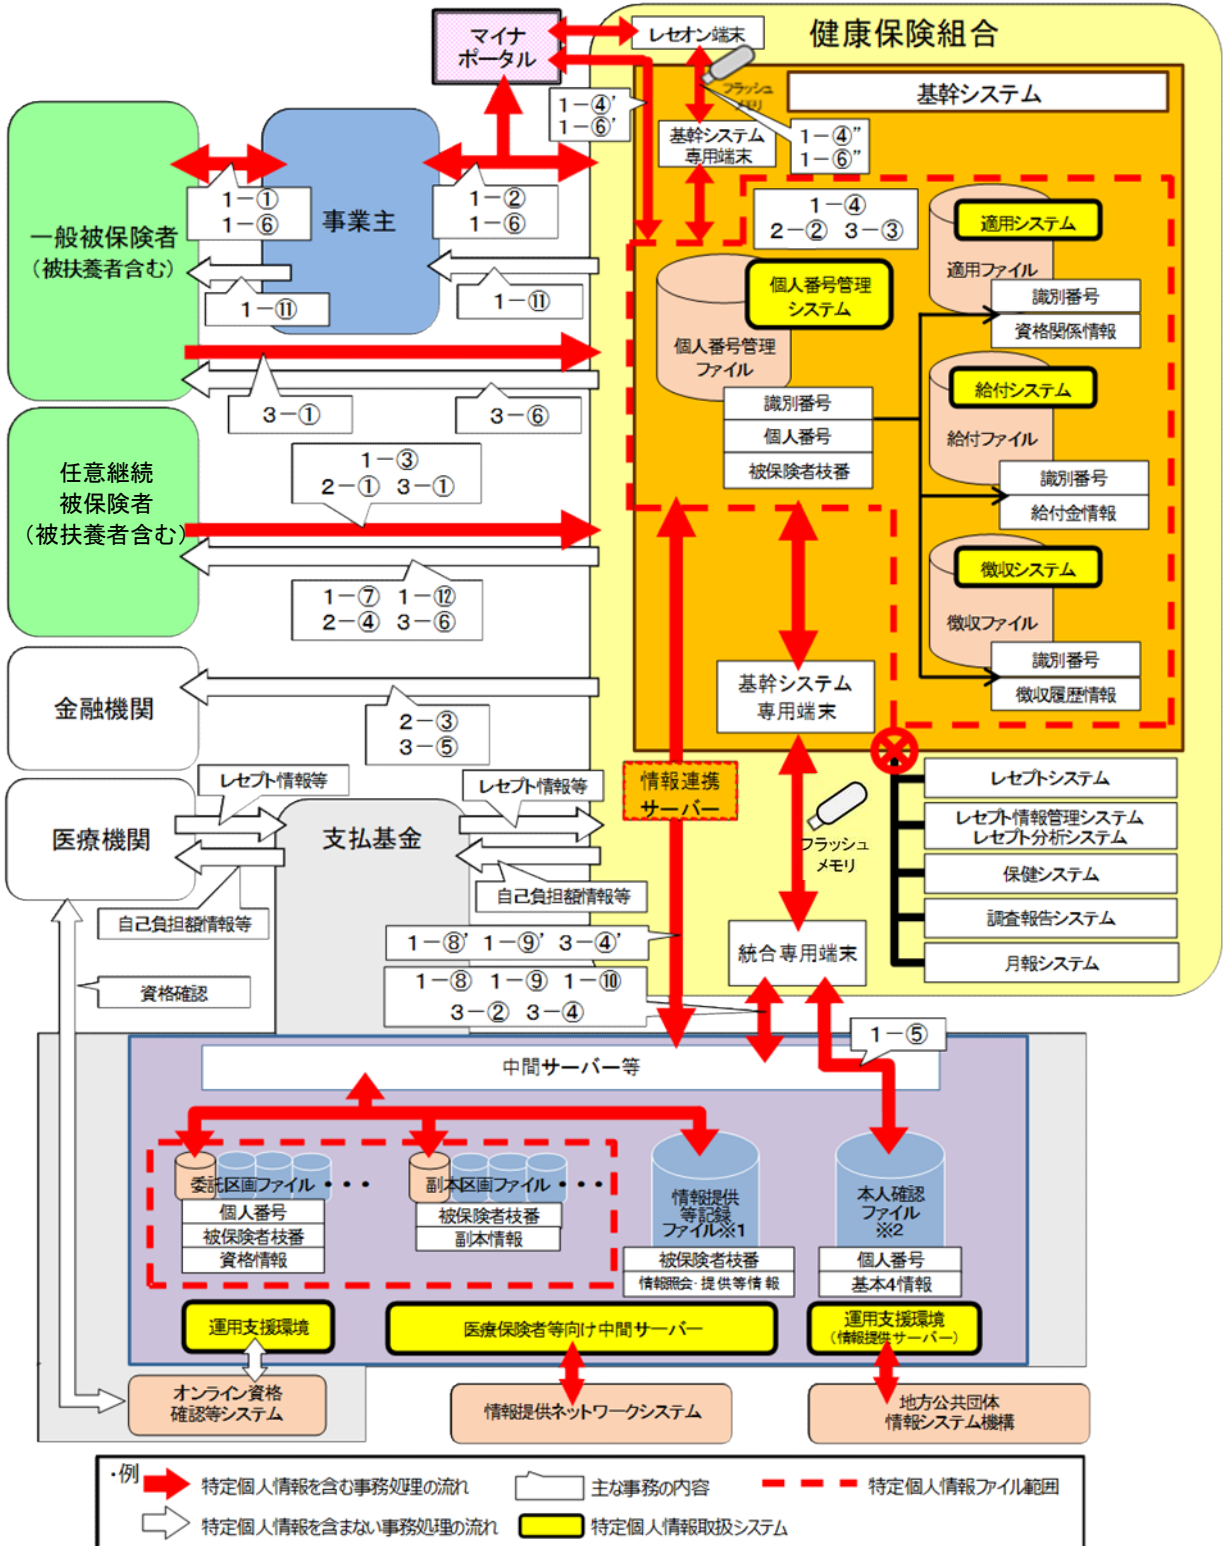 マイナ
ポータル
レセオン端末
健康保険組合
基幹システム
フラッシュ
メモリ
1－④’
1－⑥’
1－④”
1－⑥”
基幹システム
専用端末
一般被保険者
（被扶養者含む）
事業主
1－①
1－⑥
1－②
1－⑥
1－⑪
1－⑪
3－①
3－⑥
1－④
2－② 3－③
個人番号管理
システム
個人番号管理
ファイル
識別番号
個人番号
被保険者枝番
適用システム
適用ファイル
識別番号
資格関係情報
給付システム
給付ファイル
識別番号
給付金情報
徴収システム
徴収ファイル
識別番号
徴収履歴情報
任意継続
被保険者
（被扶養者含む）
1－③
2－① 3－①
1－⑦ 1－⑫
2－④ 3－⑥
金融機関
2－③
3－⑤
基幹システム
専用端末
情報連携
サーバー
フラッシュ
メモリ
レセプトシステム
レセプト情報管理システム
レセプト分析システム
保健システム
調査報告システム
月報システム
医療機関
レセプト情報等
レセプト情報等
支払基金
自己負担額情報等
自己負担額情報等
資格確認
1－⑧’ 1－⑨’ 3－④’
1－⑧ 1－⑨ 1－⑩
3－② 3－④
統合専用端末
1－⑤
中間サーバー等
委託区画ファイル・・・
個人番号
被保険者枝番
資格情報
副本区画ファイル・・・
被保険者枝番
副本情報
情報提供
等記録
ファイル※1
被保険者枝番
情報照会・提供等情報
本人確認
ファイル
※2
個人番号
基本4情報
運用支援環境
医療保険者等向け中間サーバー
運用支援環境
（情報提供サーバー）
オンライン資格
確認等システム
情報提供ネットワークシステム
地方公共団体
情報システム機構
・例
特定個人情報を含む事務処理の流れ
主な事務の内容
特定個人情報ファイル範囲
特定個人情報を含まない事務処理の流れ
特定個人情報取扱システム